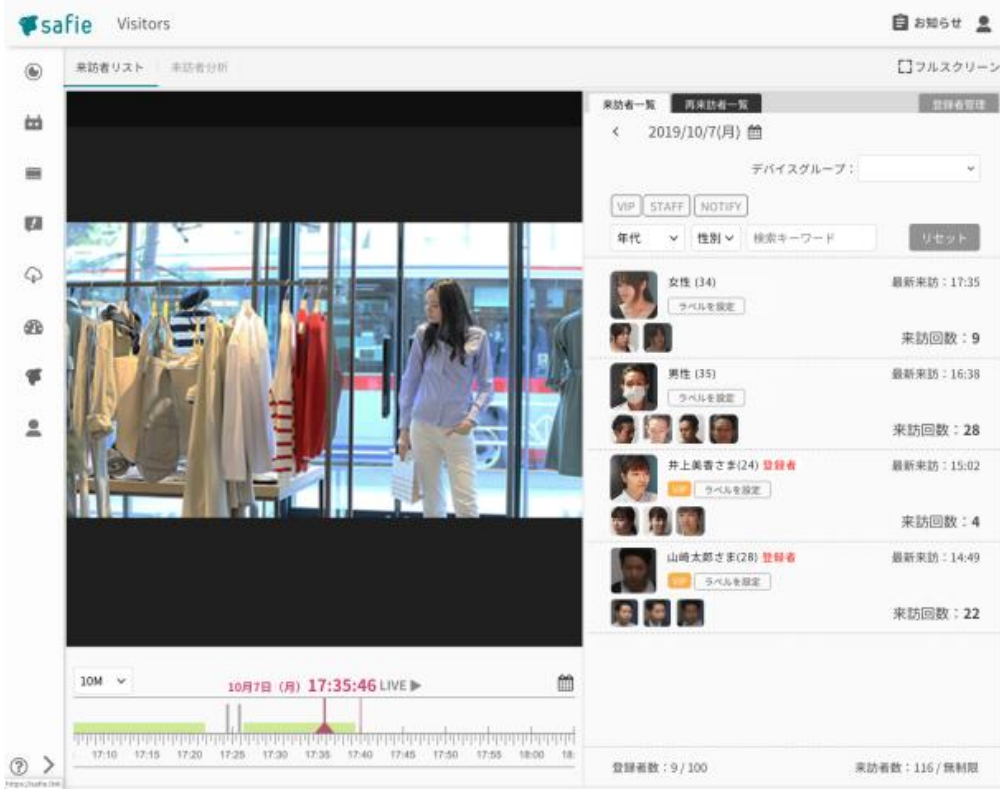 safie Visitors お知らせ
来訪者リスト 来訪者分析 フルスクリーン
来訪者一覧 再来訪者一覧 登録者管理
2019/10/7(月)
デバイスグループ：
VIP STAFF NOTIFY
年代 性別 検索キーワード リセット
女性 (34) 最新来訪：17:35
ラベルを設定
来訪回数：9
男性 (35) 最新来訪：16:38
ラベルを設定
来訪回数：28
井上美香さま(24) 登録者 最新来訪：15:02
VIP ラベルを設定
来訪回数：4
山崎太郎さま(28) 登録者 最新来訪：14:49
VIP ラベルを設定
来訪回数：22
10M 10月7日（月） 17:35:46 LIVE
17:10 17:15 17:20 17:25 17:30 17:35 17:40 17:45 17:50 17:55 18:00 18:
登録者数：9 / 100 来訪者数：116 / 無制限